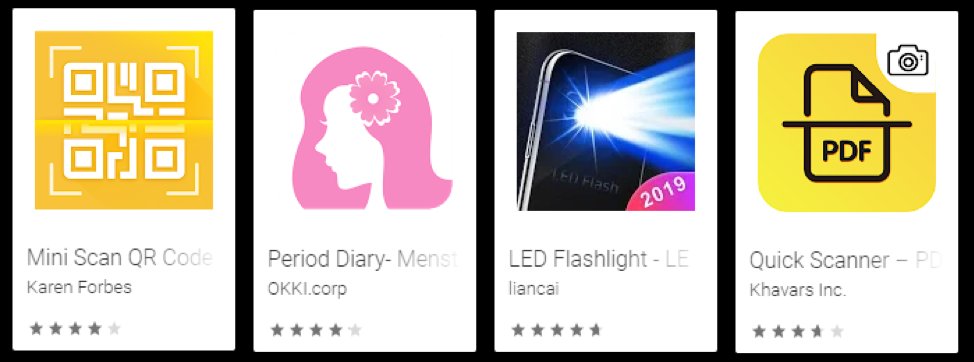 LED Flash
2019
PDF
Mini Scan QR Code
Karen Forbes
Period Diary- Menst
OKKI.corp
LED Flashlight - LE
liancai
Quick Scanner – PD
Khavars Inc.